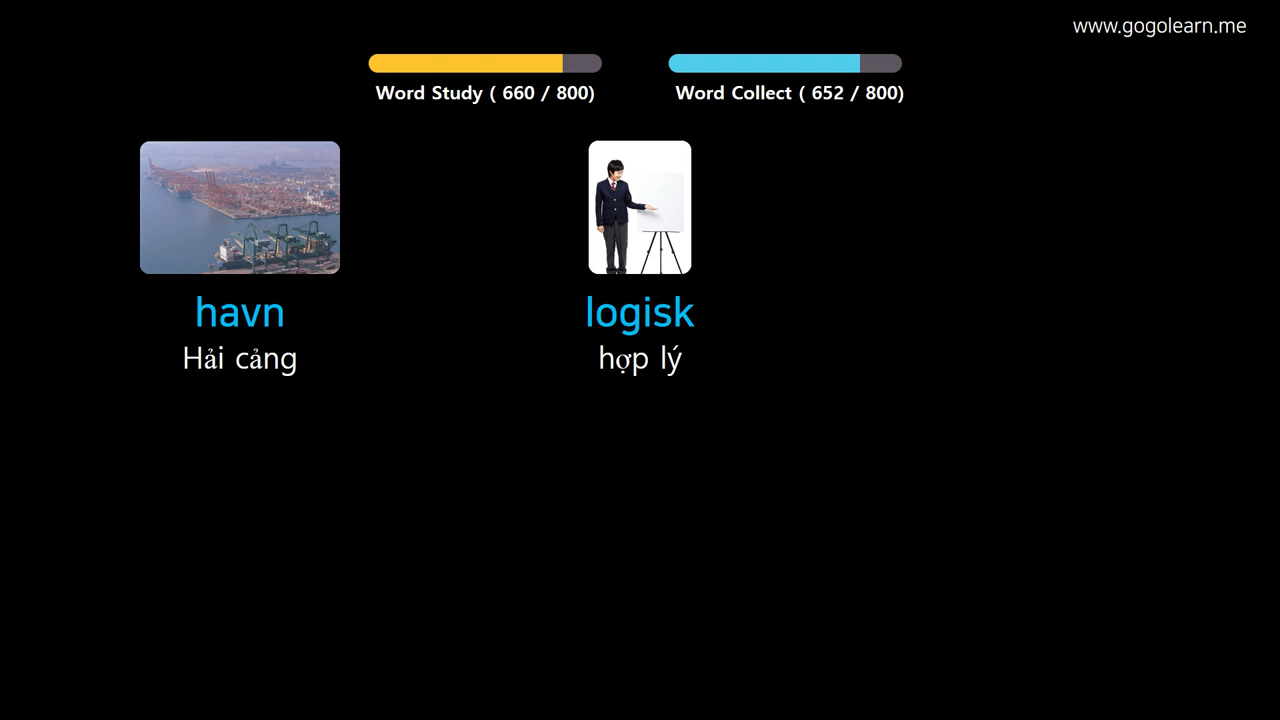 www.gogolearn.me
Word Study ( 660 / 800)
Word Collect ( 652 / 800)
havn
Hải cảng
logisk
hợp lý